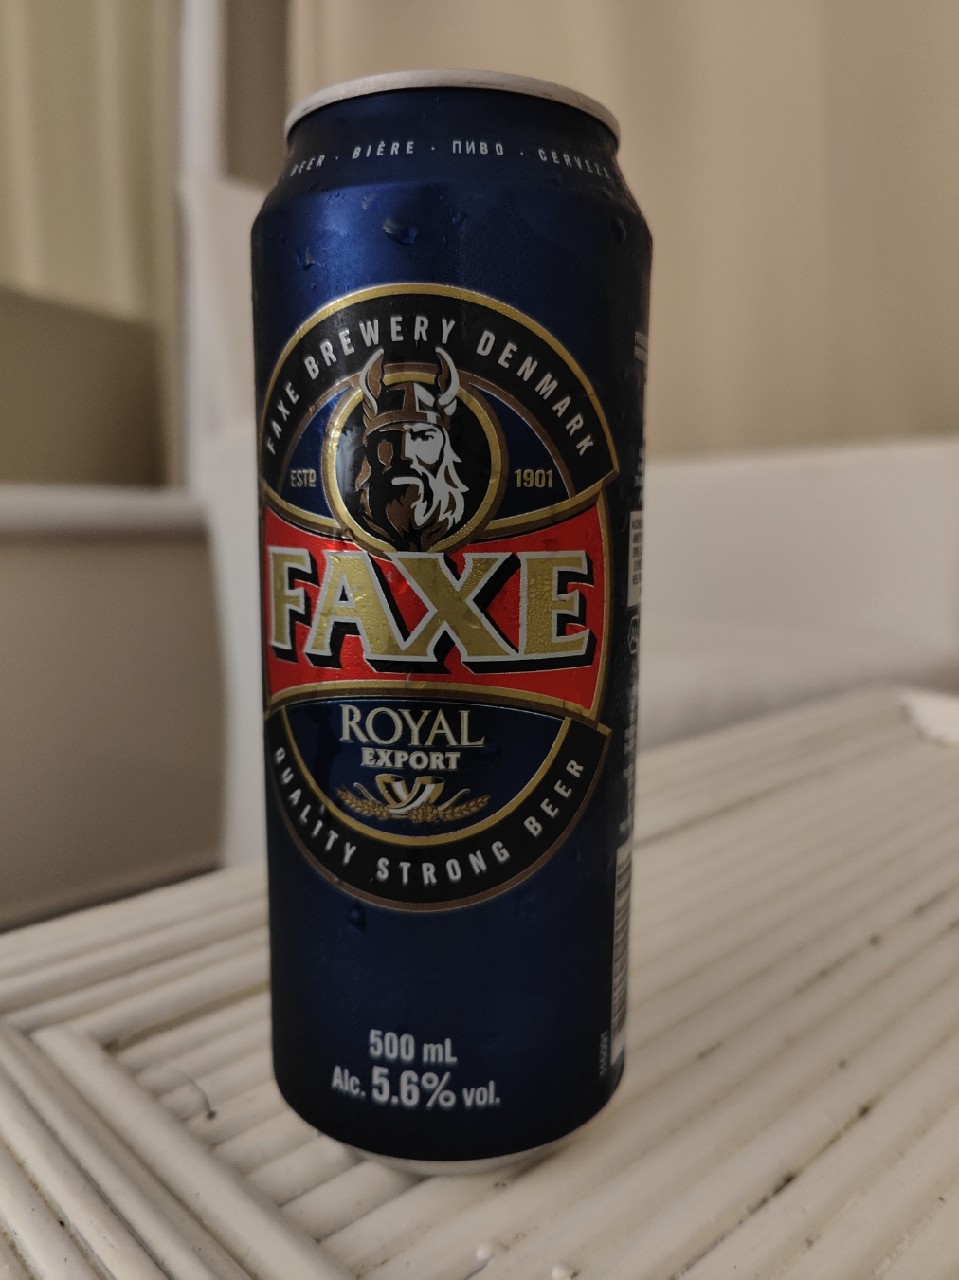 BEER · BIÈRE · ПИВО · CERVEZA
FAXE BREWERY DENMARK
ESTD 1901
FAXE
ROYAL
EXPORT
QUALITY STRONG BEER
500 mL
Alc. 5.6% vol.